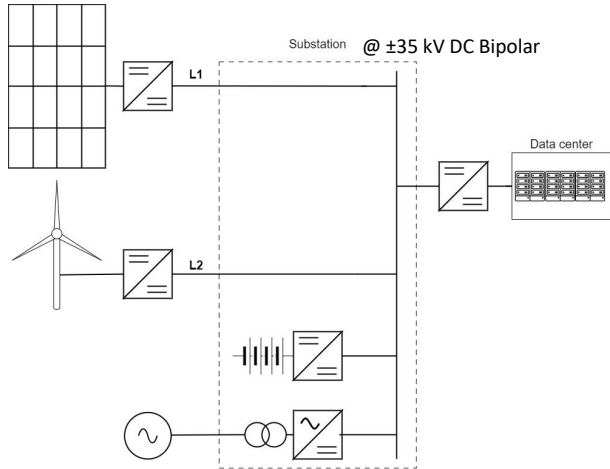 Substation @ ±35 kV DC Bipolar
L1
Data center
L2